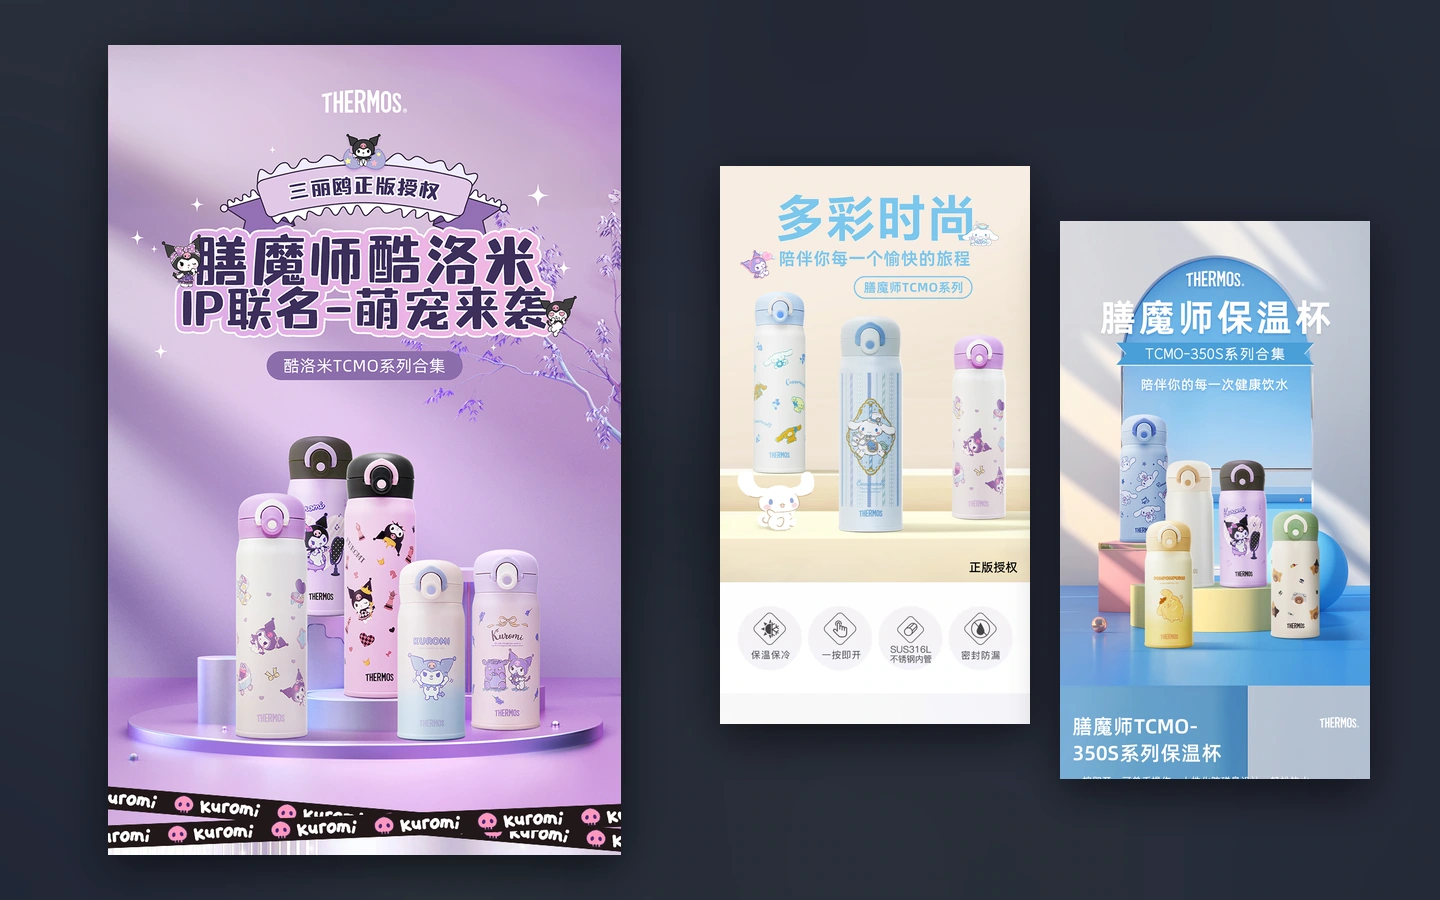 THERMOS
三丽鸥正版授权
膳魔师酷洛米
IP联名-萌宠来袭
酷洛米TCMO系列合集
KUROMI
Kuromi
THERMOS
THERMOS
THERMOS
THERMOS
THERMOS
kuromi
kuromi
kuromi
kuromi
kuromi
kuromi
kuromi
多彩时尚
陪伴你每一个愉快的旅程
膳魔师TCMO系列
THERMOS
THERMOS
THERMOS
正版授权
保温保冷
一按即开
SUS316L
不锈钢内管
密封防漏
THERMOS
膳魔师保温杯
TCMO-350S系列合集
陪伴你的每一次健康饮水
Kuromi
THERMOS
THERMOS
THERMOS
膳魔师TCMO-
350S系列保温杯
THERMOS